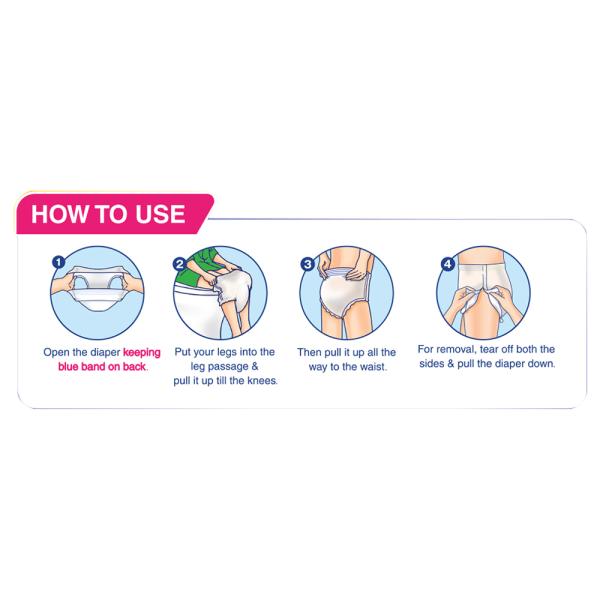 HOW TO USE
1
Open the diaper keeping
blue band on back.
2
Put your legs into the
leg passage &
pull it up till the knees.
3
Then pull it up all the
way to the waist.
4
For removal, tear off both the
sides & pull the diaper down.